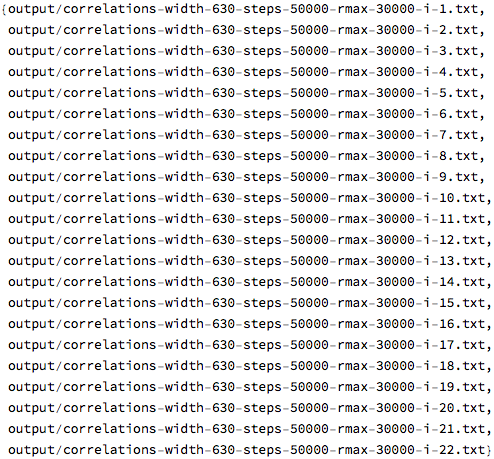 {output/correlations-width-630-steps-50000-rmax-30000-i-1.txt,
output/correlations-width-630-steps-50000-rmax-30000-i-2.txt,
output/correlations-width-630-steps-50000-rmax-30000-i-3.txt,
output/correlations-width-630-steps-50000-rmax-30000-i-4.txt,
output/correlations-width-630-steps-50000-rmax-30000-i-5.txt,
output/correlations-width-630-steps-50000-rmax-30000-i-6.txt,
output/correlations-width-630-steps-50000-rmax-30000-i-7.txt,
output/correlations-width-630-steps-50000-rmax-30000-i-8.txt,
output/correlations-width-630-steps-50000-rmax-30000-i-9.txt,
output/correlations-width-630-steps-50000-rmax-30000-i-10.txt,
output/correlations-width-630-steps-50000-rmax-30000-i-11.txt,
output/correlations-width-630-steps-50000-rmax-30000-i-12.txt,
output/correlations-width-630-steps-50000-rmax-30000-i-13.txt,
output/correlations-width-630-steps-50000-rmax-30000-i-14.txt,
output/correlations-width-630-steps-50000-rmax-30000-i-15.txt,
output/correlations-width-630-steps-50000-rmax-30000-i-16.txt,
output/correlations-width-630-steps-50000-rmax-30000-i-17.txt,
output/correlations-width-630-steps-50000-rmax-30000-i-18.txt,
output/correlations-width-630-steps-50000-rmax-30000-i-19.txt,
output/correlations-width-630-steps-50000-rmax-30000-i-20.txt,
output/correlations-width-630-steps-50000-rmax-30000-i-21.txt,
output/correlations-width-630-steps-50000-rmax-30000-i-22.txt}